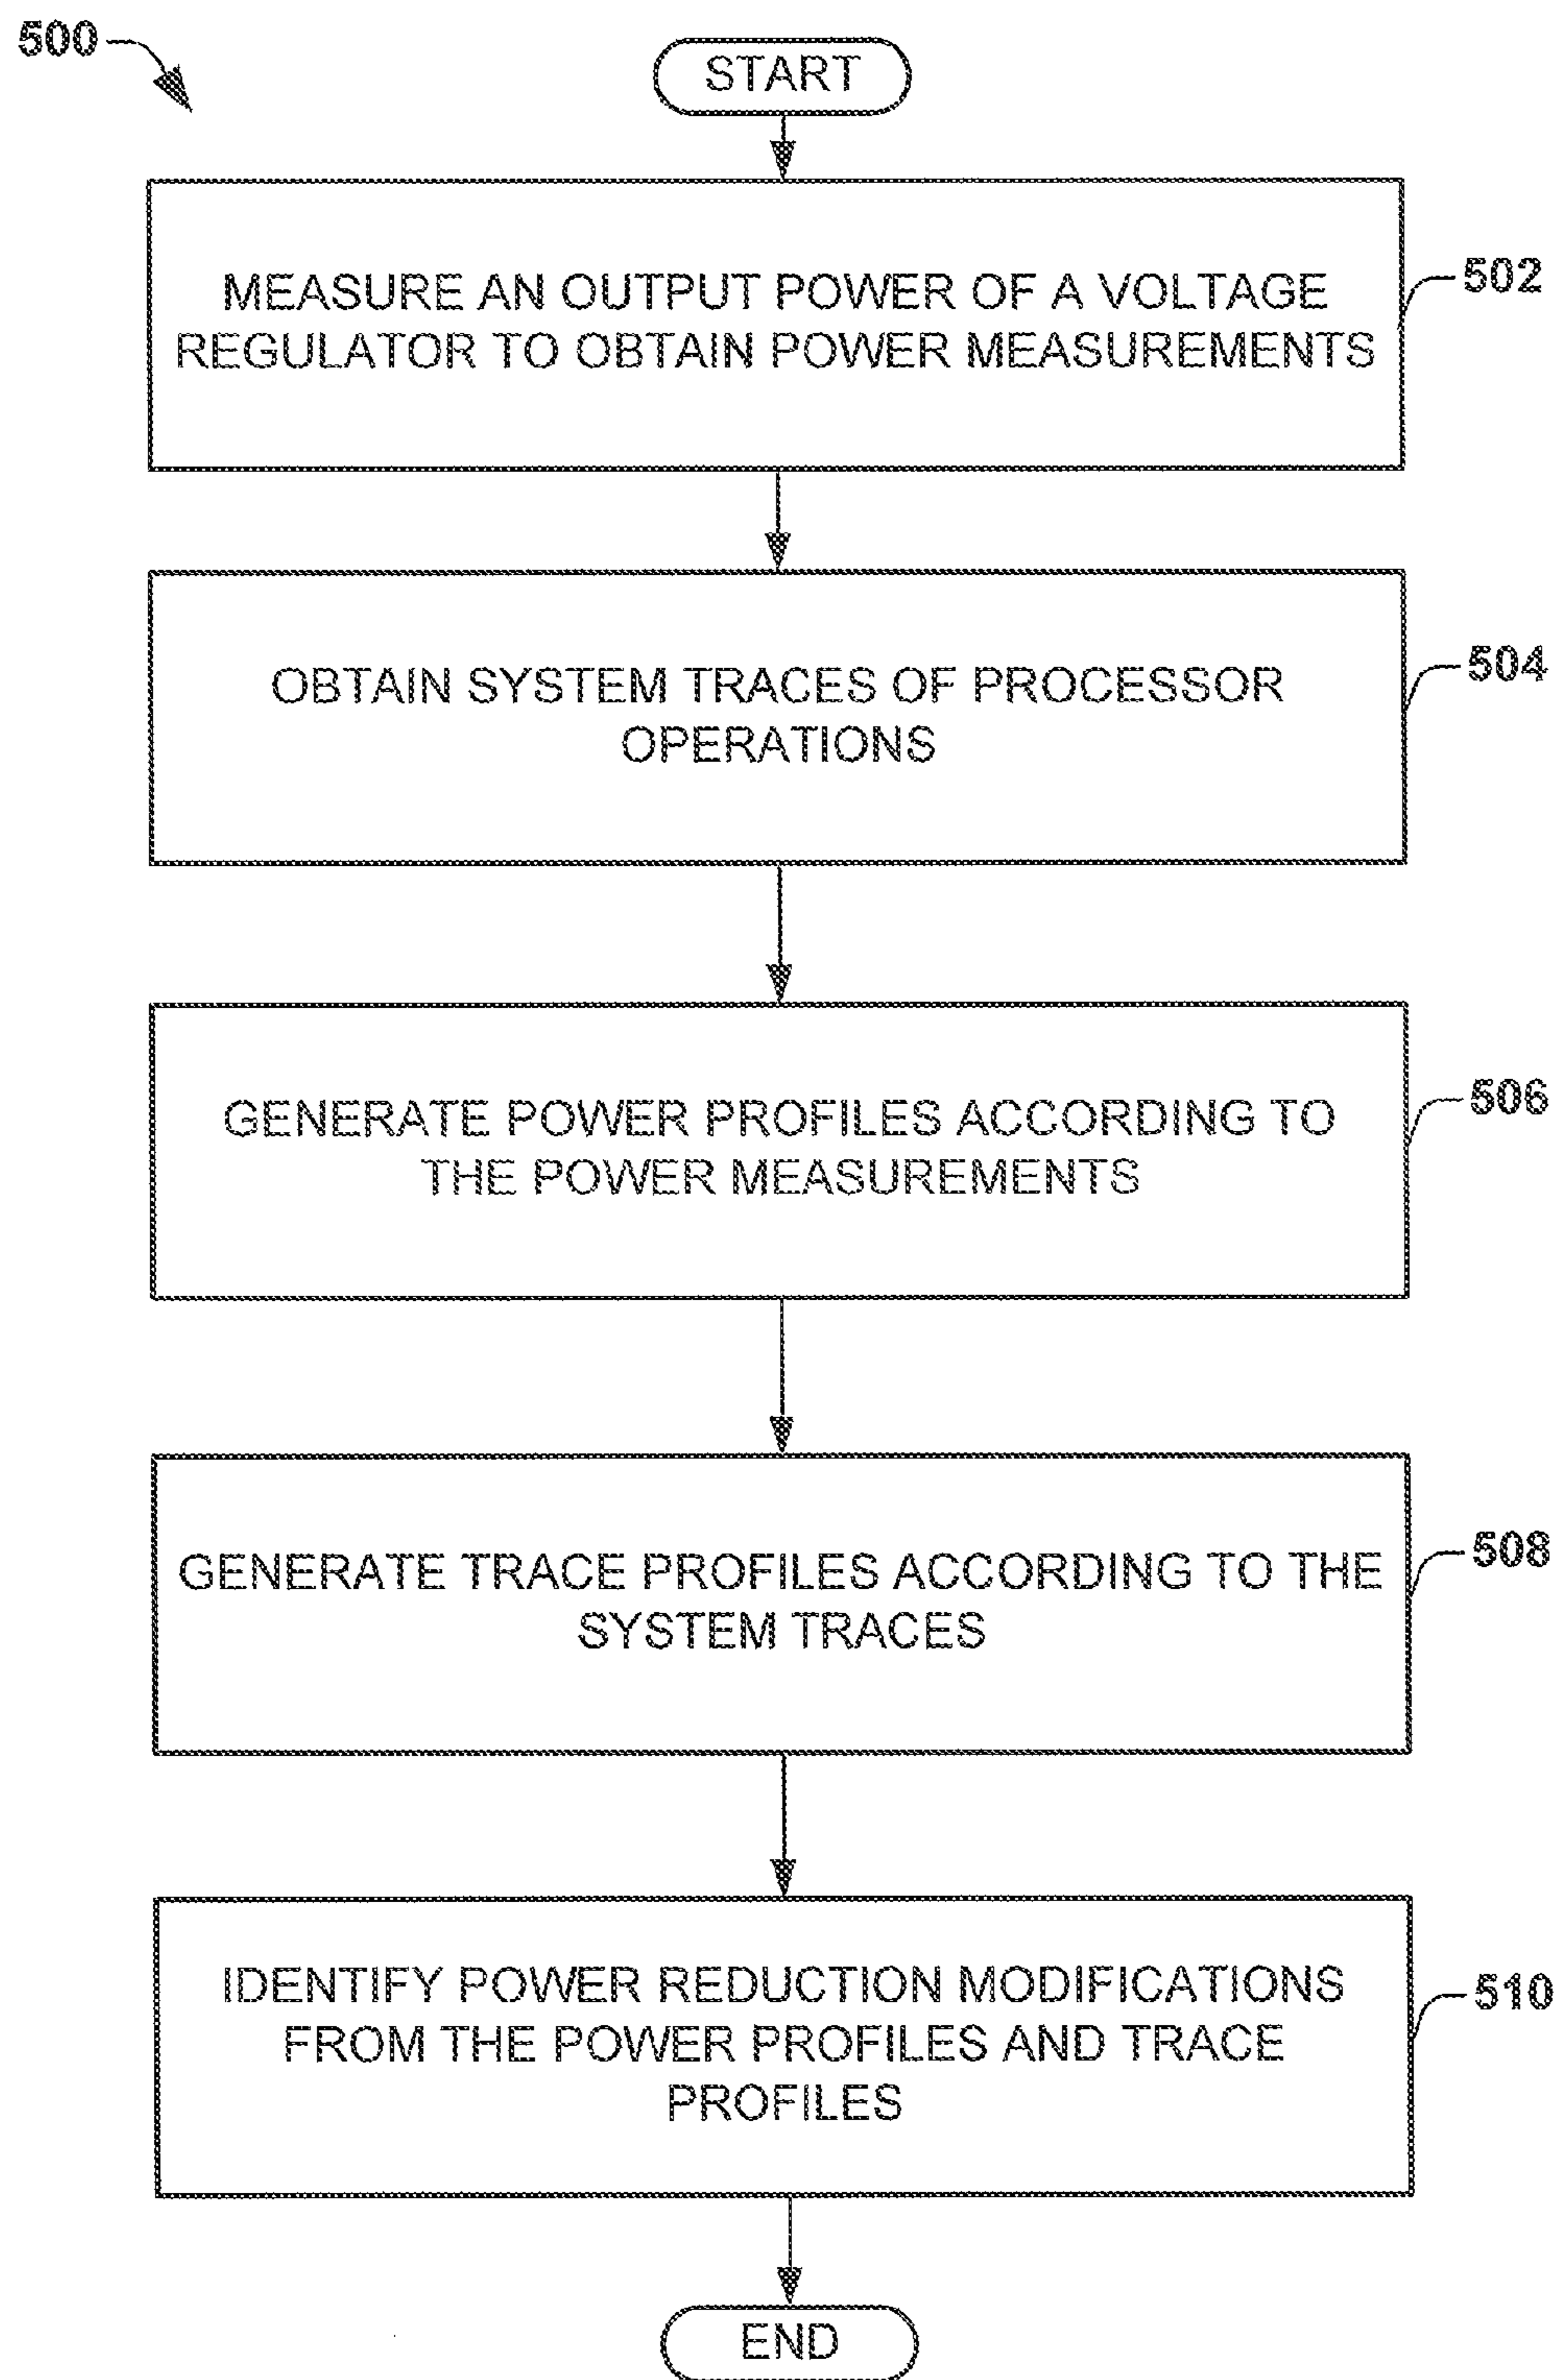 500
START
MEASURE AN OUTPUT POWER OF A VOLTAGE
REGULATOR TO OBTAIN POWER MEASUREMENTS
502
OBTAIN SYSTEM TRACES OF PROCESSOR
OPERATIONS
504
GENERATE POWER PROFILES ACCORDING TO
THE POWER MEASUREMENTS
506
GENERATE TRACE PROFILES ACCORDING TO THE
SYSTEM TRACES
508
IDENTIFY POWER REDUCTION MODIFICATIONS
FROM THE POWER PROFILES AND TRACE
PROFILES
510
END